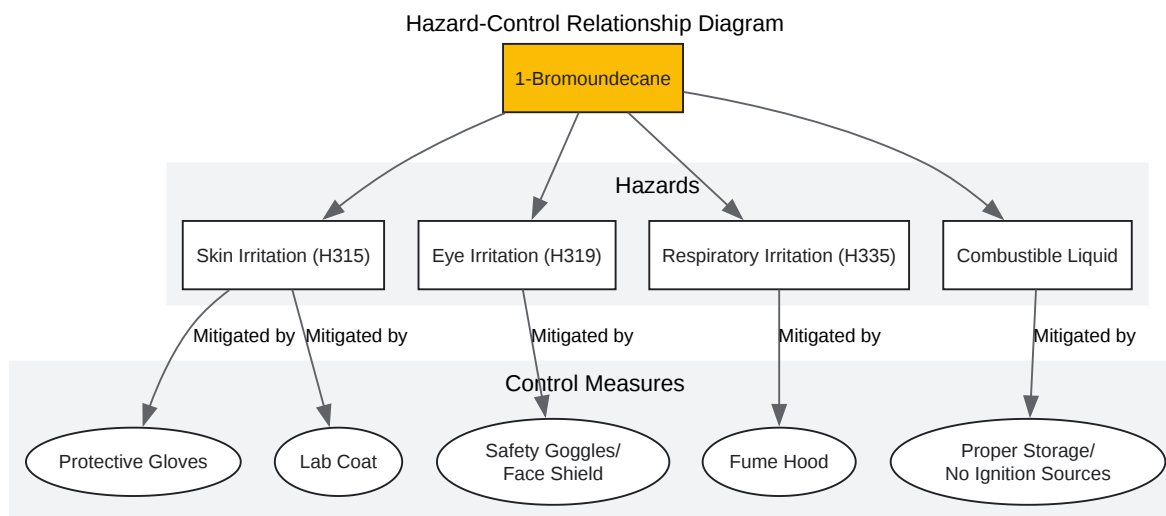 Hazard-Control Relationship Diagram
1-Bromoundecane
Hazards
Skin Irritation (H315)
Eye Irritation (H319)
Respiratory Irritation (H335)
Combustible Liquid
Mitigated by
Mitigated by
Mitigated by
Mitigated by
Mitigated by
Control Measures
Protective Gloves
Lab Coat
Safety Goggles/
Face Shield
Fume Hood
Proper Storage/
No Ignition Sources